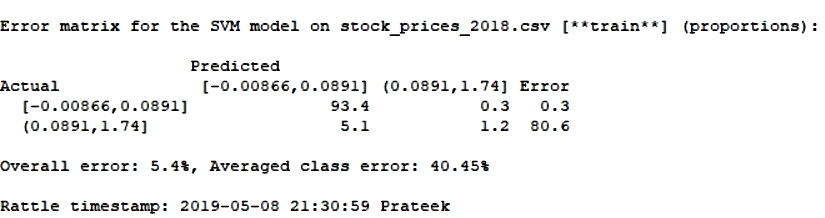 Error matrix for the SVM model on stock_prices_2018.csv [**train**] (proportions):
Predicted
Actual [-0.00866,0.0891] (0.0891,1.74] Error
[-0.00866,0.0891] 93.4 0.3 0.3
(0.0891,1.74] 5.1 1.2 80.6
Overall error: 5.4%, Averaged class error: 40.45%
Rattle timestamp: 2019-05-08 21:30:59 Prateek